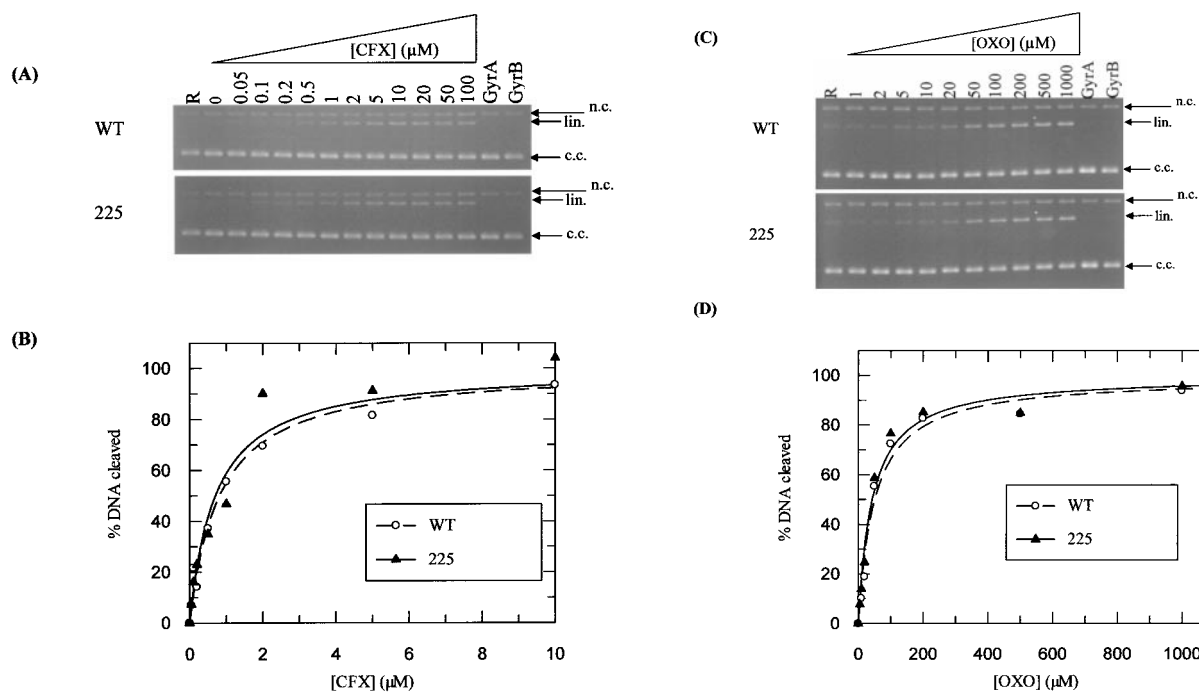 (A)
[CFX] (µM)
R 0 0.05 0.1 0.2 0.5 1 2 5 10 20 50 100 GyrA GyrB
WT
n.c.
lin.
c.c.
225
n.c.
lin.
c.c.
(B)
% DNA cleaved
100
80
60
40
20
0
WT
225
0 2 4 6 8 10
[CFX] (µM)
(C)
[OXO] (µM)
R 1 2 5 10 20 50 100 200 500 1000 GyrA GyrB
WT
n.c.
lin.
c.c.
225
n.c.
lin.
c.c.
(D)
% DNA cleaved
100
80
60
40
20
0
WT
225
0 200 400 600 800 1000
[OXO] (µM)